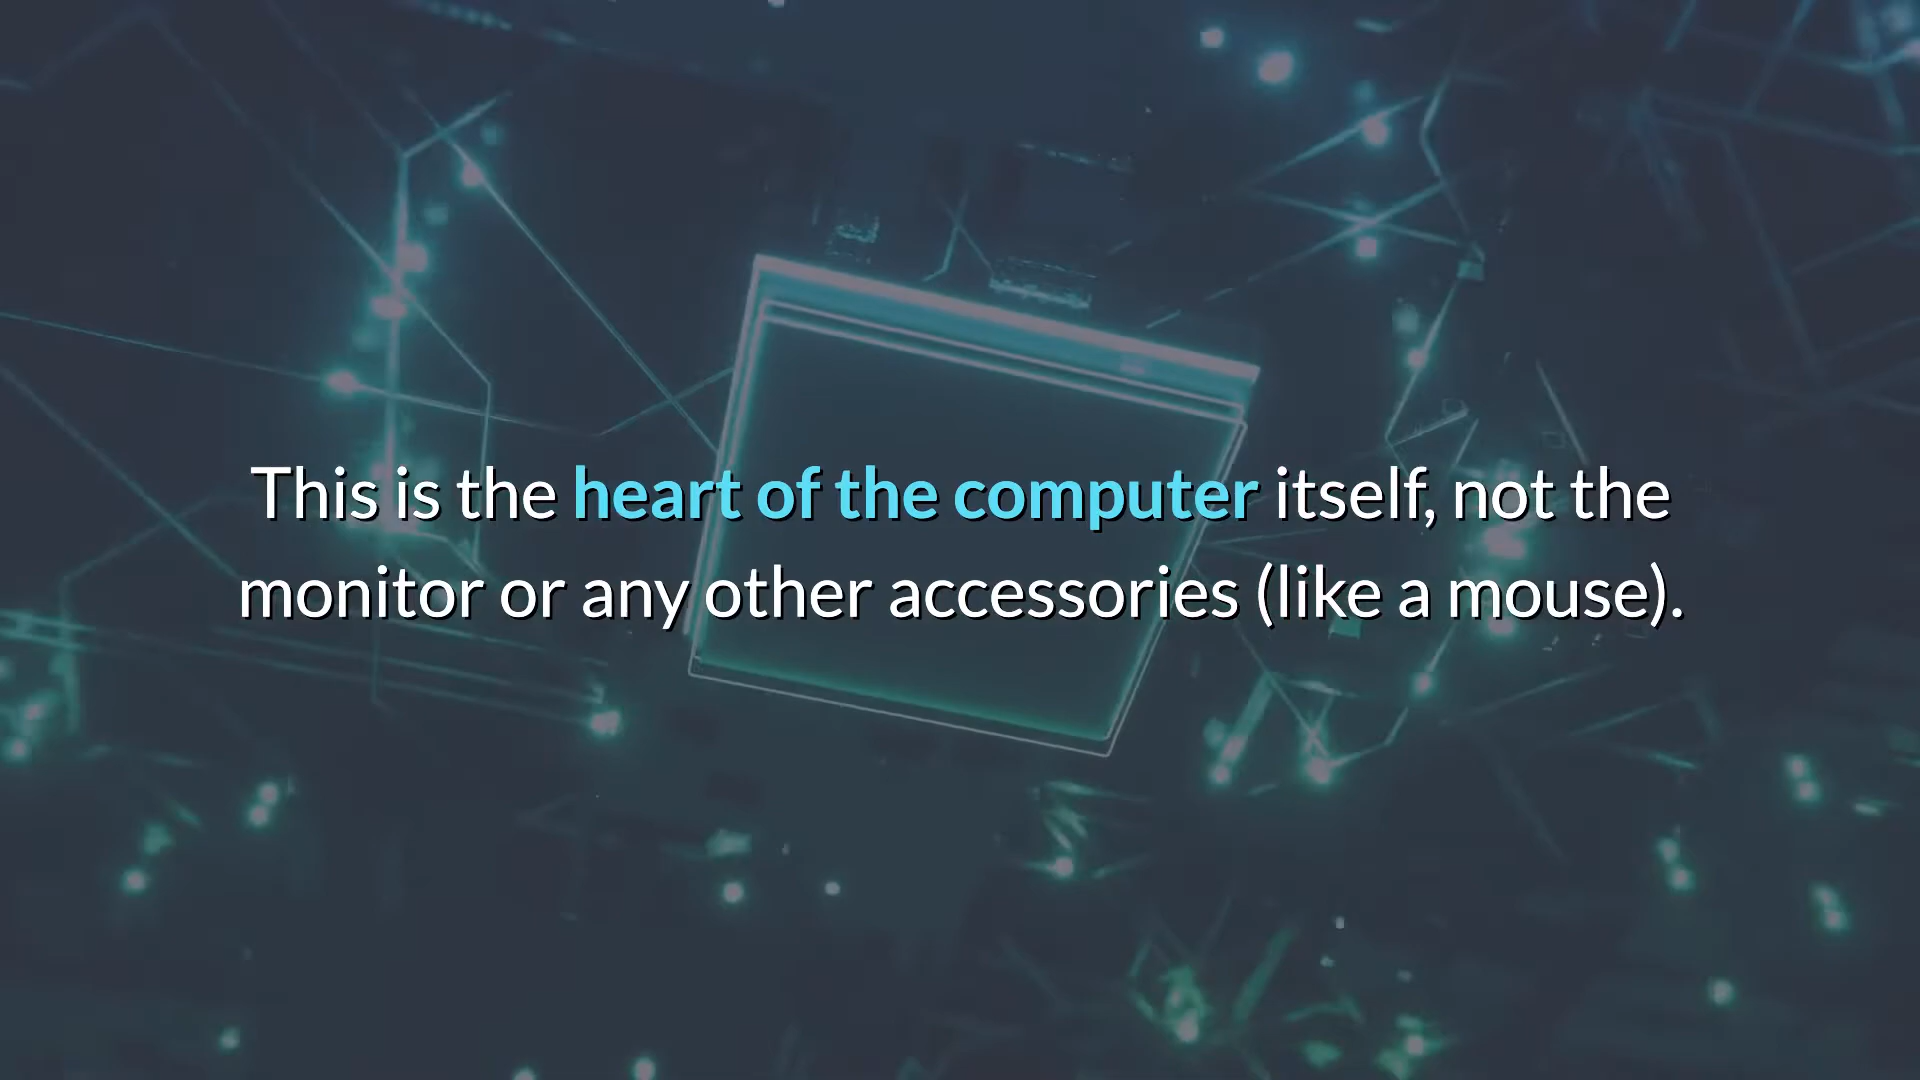 This is the heart of the computer itself, not the
monitor or any other accessories (like a mouse).